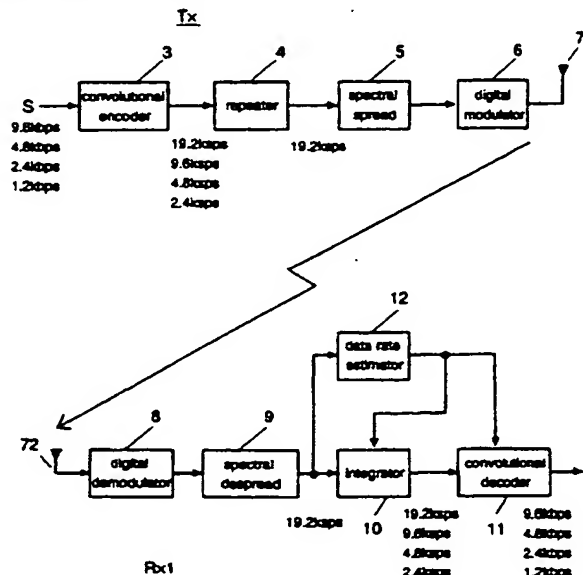 Tx
3
4
5
6
7
S
convolutional encoder
repeater
spectral spread
digital modulator
9.6kbps
4.8kbps
2.4kbps
1.2kbps
19.2ksps
9.6ksps
4.8ksps
2.4ksps
19.2ksps
12
data rate estimator
72
8
9
digital demodulator
spectral despread
integrator
convolutional decoder
19.2ksps
10
19.2ksps
9.6ksps
4.8ksps
2.4ksps
11
9.6kbps
4.8kbps
2.4kbps
1.2kbps
Rx1